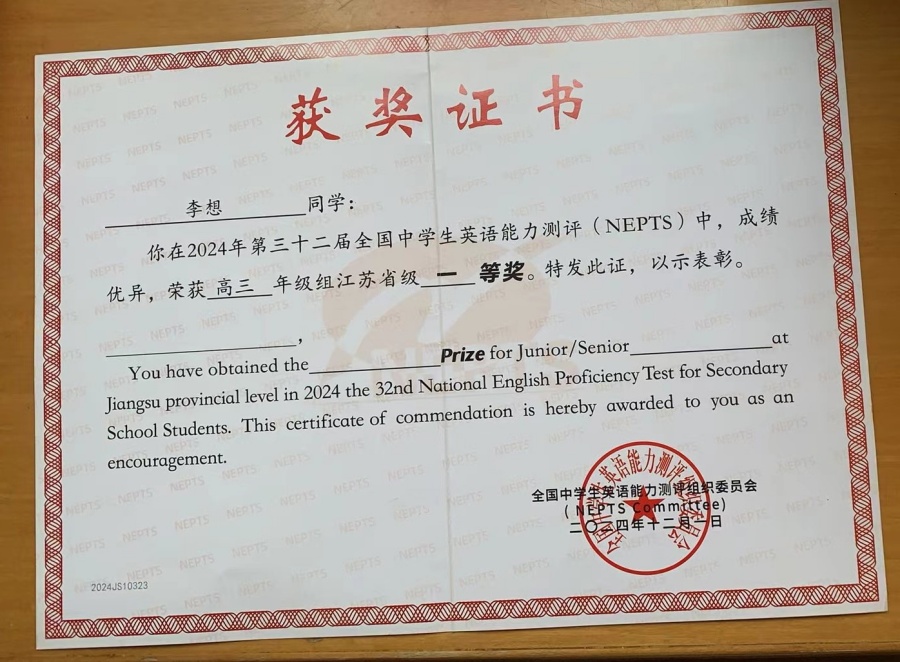 获奖证书
李想 同学：
你在2024年第三十二届全国中学生英语能力测评（NEPTS）中，成绩
优异，荣获 高三 年级组江苏省级 一 等奖。特发此证，以示表彰。
,
You have obtained the Prize for Junior/Senior at
Jiangsu provincial level in 2024 the 32nd National English Proficiency Test for Secondary
School Students. This certificate of commendation is hereby awarded to you as an
encouragement.
全国中学生英语能力测评组织委员会
( NEPTS Committee)
二〇二四年十二月一日
2024JS10323